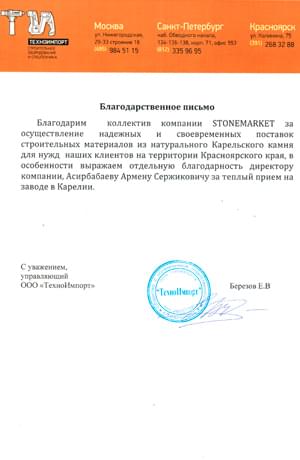 ТЕХНОИМПОРТ
СТРОИТЕЛЬНОЕ
ОБОРУДОВАНИЕ
И СПЕЦТЕХНИКА
Москва
ул. Нижегородская,
29-33 строение 18
(495) 984 51 15
Санкт-Петербург
наб. Обводного канала,
134-136-138, корп. 71, офис 953
(812) 335 96 95
Красноярск
ул. Калинина, 75
(391) 268 32 88
Благодарственное письмо
Благодарим коллектив компании STONEMARKET за
осуществление надежных и своевременных поставок
строительных материалов из натурального Карельского камня
для нужд наших клиентов на территории Красноярского края, в
особенности выражаем отдельную благодарность директору
компании, Асирбабаеву Армену Сержиковичу за теплый прием на
заводе в Карелии.
С уважением,
управляющий
ООО «ТехноИмпорт»
"ТехноИмпорт"
Березов Е.В